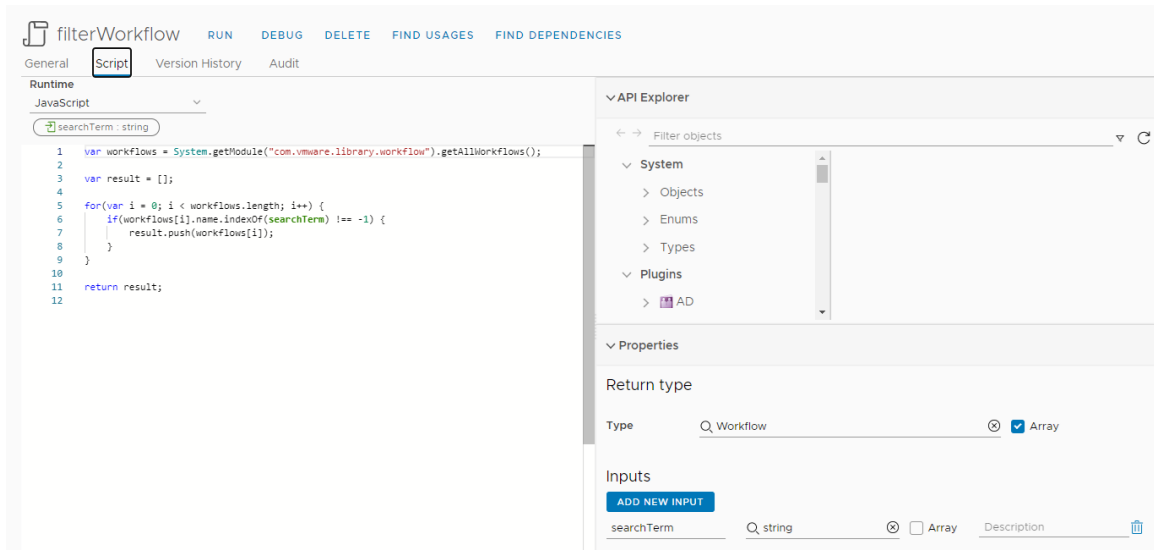 filterWorkflow RUN DEBUG DELETE FIND USAGES FIND DEPENDENCIES
General Script Version History Audit
Runtime
JavaScript
searchTerm : string
1 var workflows = System.getModule("com.vmware.library.workflow").getAllWorkflows();
2
3 var result = [];
4
5 for(var i = 0; i < workflows.length; i++) {
6 if(workflows[i].name.indexOf(searchTerm) !== -1) {
7 result.push(workflows[i]);
8 }
9 }
10
11 return result;
12
API Explorer
Filter objects
System
Objects
Enums
Types
Plugins
AD
Properties
Return type
Type Workflow Array
Inputs
ADD NEW INPUT
searchTerm string Array Description